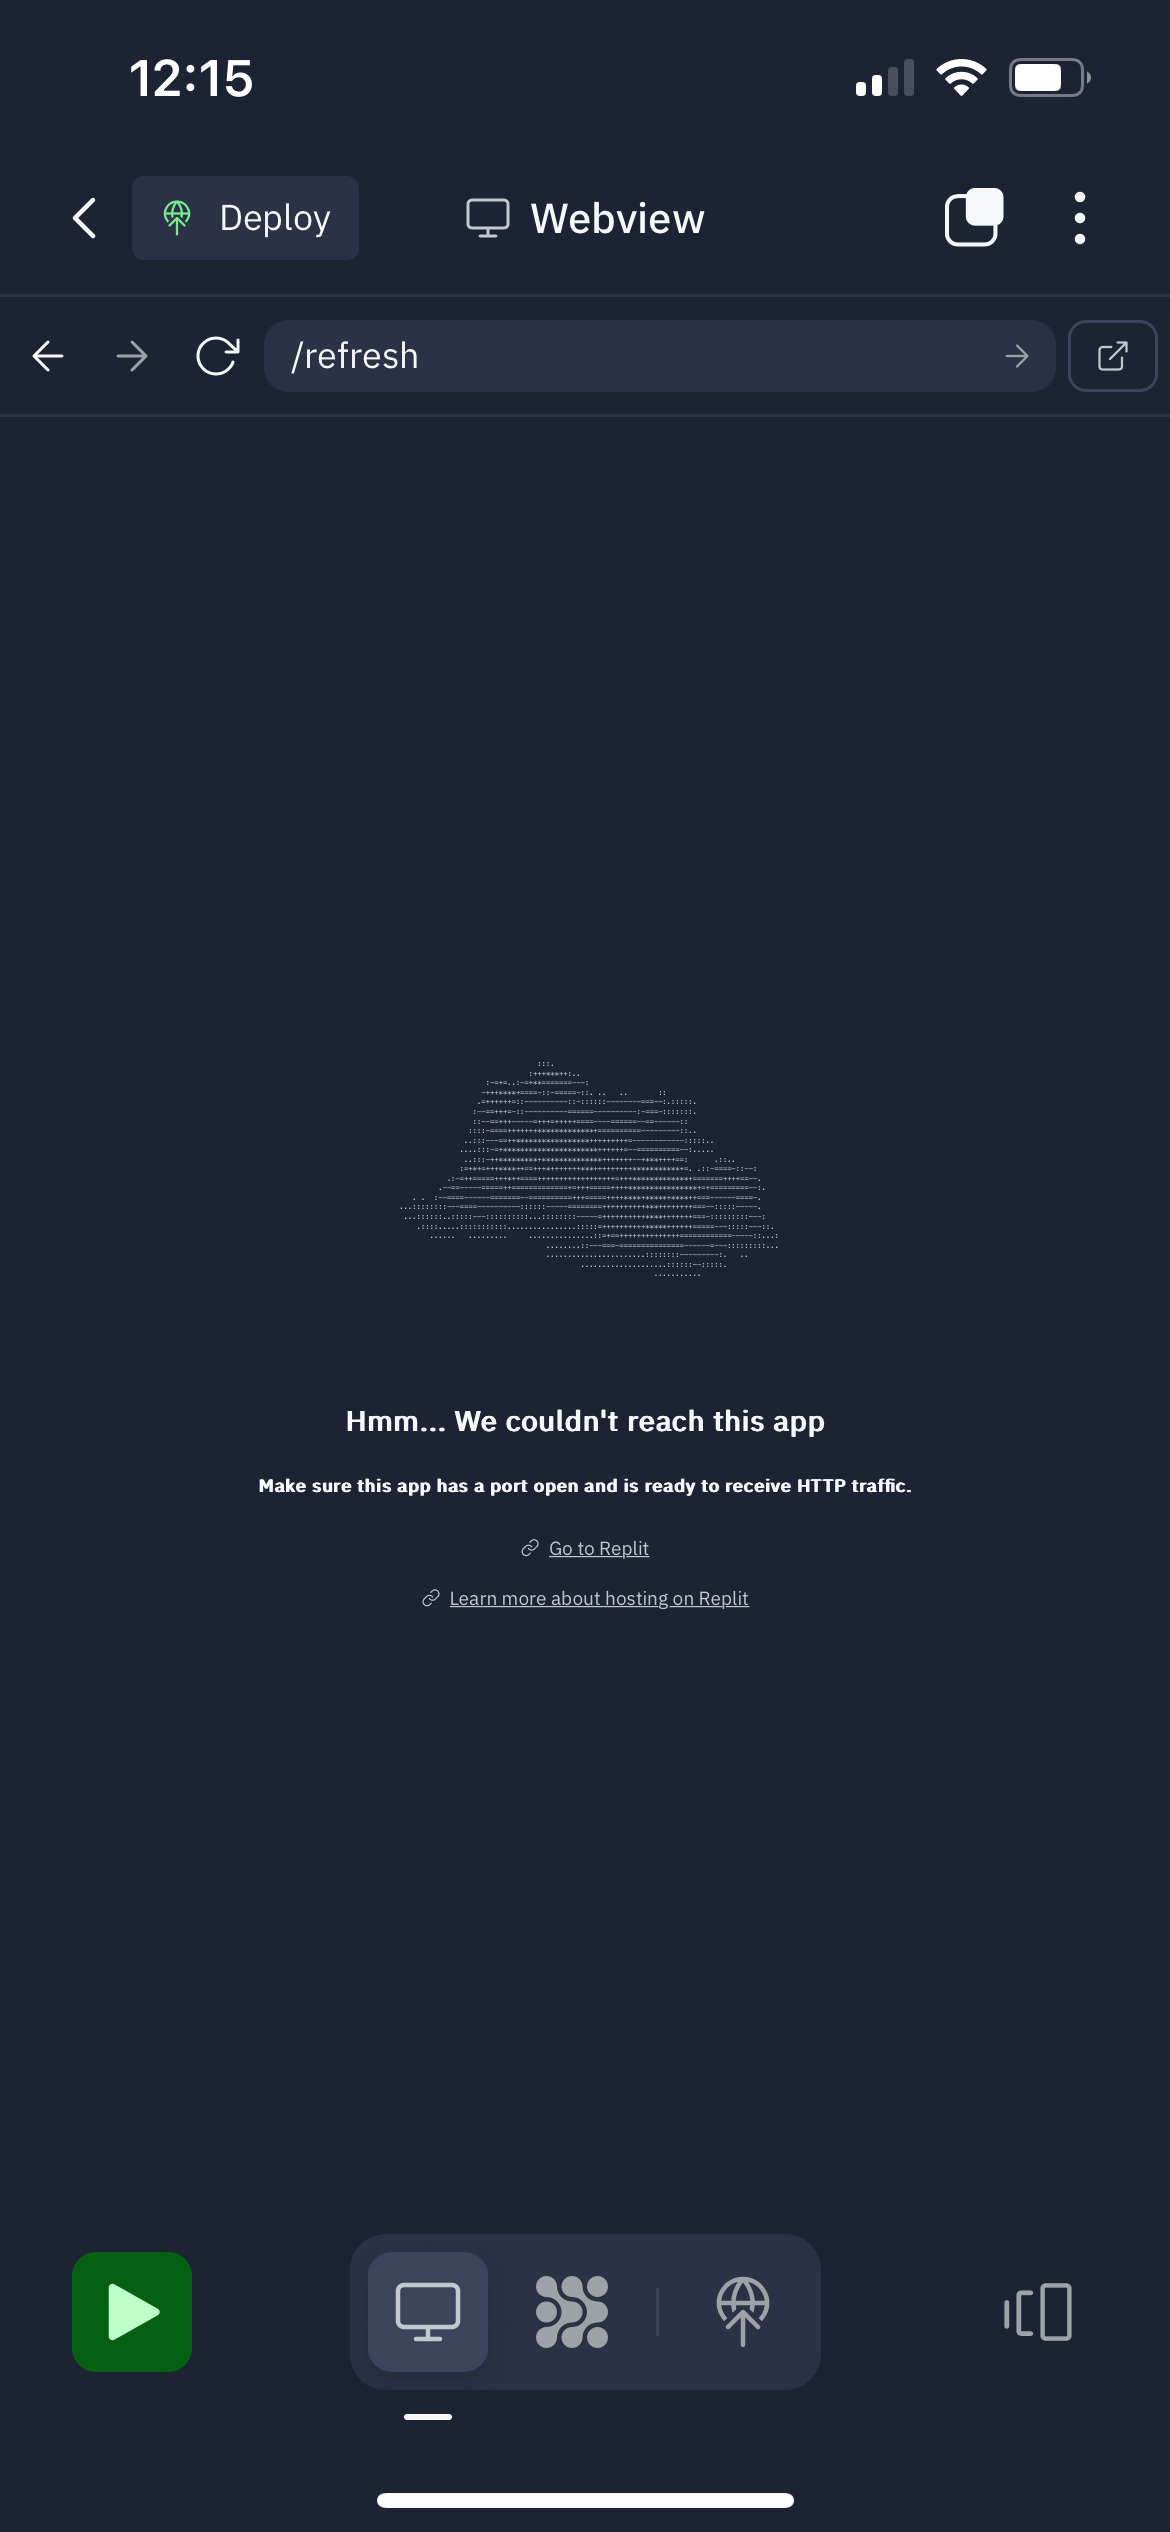 12:15
Deploy
Webview
/refresh
Hmm... We couldn't reach this app
Make sure this app has a port open and is ready to receive HTTP traffic.
Go to Replit
Learn more about hosting on Replit